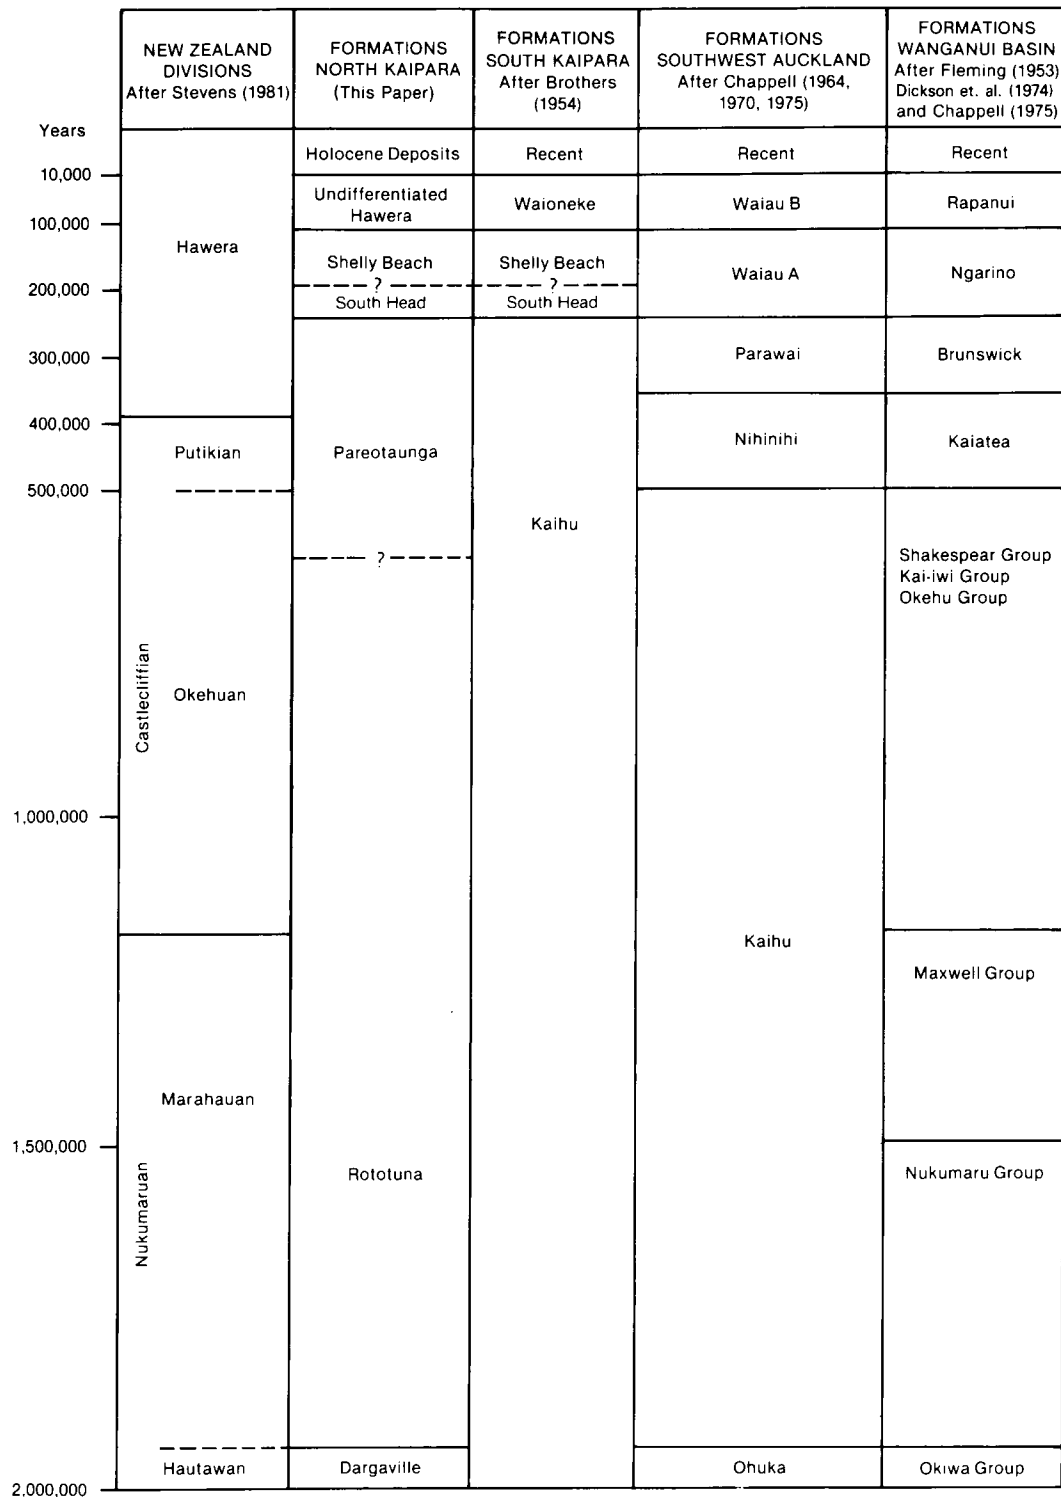 NEW ZEALAND
DIVISIONS
After Stevens (1981)
FORMATIONS
NORTH KAIPARA
(This Paper)
FORMATIONS
SOUTH KAIPARA
After Brothers
(1954)
FORMATIONS
SOUTHWEST AUCKLAND
After Chappell (1964,
1970, 1975)
FORMATIONS
WANGANUI BASIN
After Fleming (1953)
Dickson et. al. (1974)
and Chappell (1975)
Years
10,000
100,000
200,000
300,000
400,000
500,000
1,000,000
1,500,000
2,000,000
Hawera
Putikian
Castlecliffian
Okehuan
Marahauan
Nukumaruan
Hautawan
Holocene Deposits
Undifferentiated
Hawera
Shelly Beach
?
South Head
Pareotaunga
?
Rototuna
Dargaville
Recent
Waioneke
Shelly Beach
?
South Head
Kaihu
Recent
Waiau B
Waiau A
Parawai
Nihinihi
Kaihu
Ohuka
Recent
Rapanui
Ngarino
Brunswick
Kaiatea
Shakespear Group
Kai-iwi Group
Okehu Group
Maxwell Group
Nukumaru Group
Okiwa Group